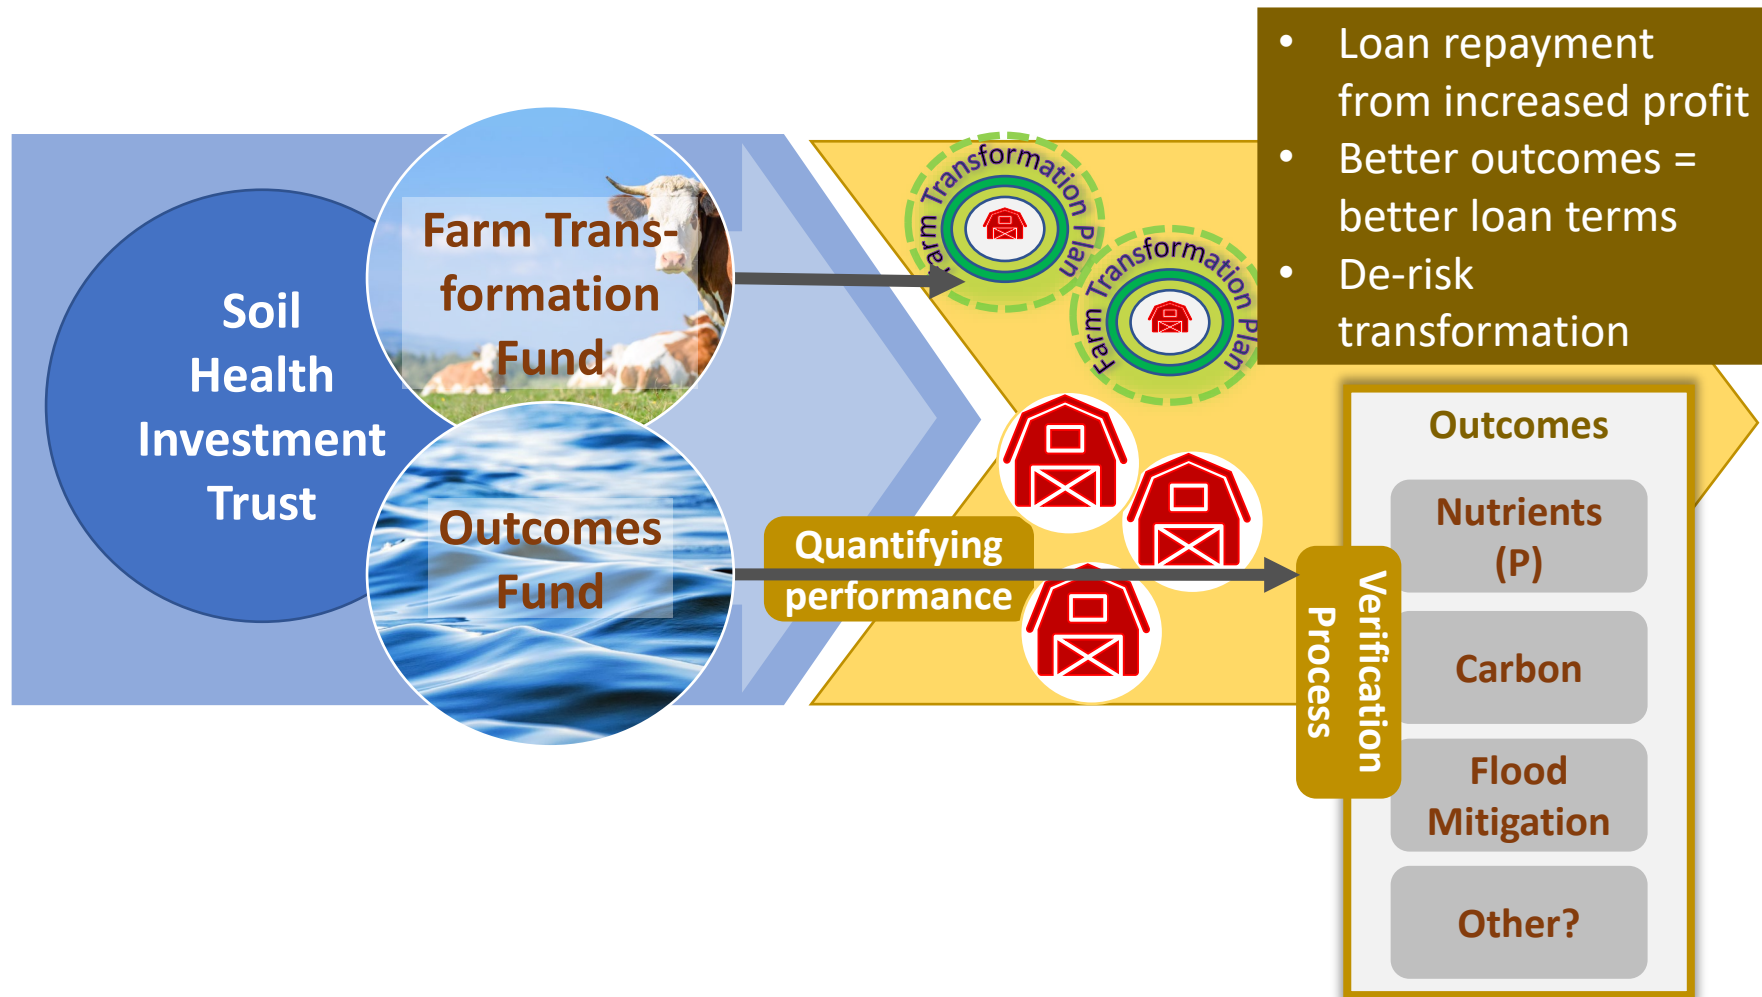 Soil
Health
Investment
Trust
Farm Trans-
formation
Fund
Outcomes
Fund
Quantifying
performance
Farm Transformation Plan
Farm Transformation Plan
• Loan repayment
from increased profit
• Better outcomes =
better loan terms
• De-risk
transformation
Verification
Process
Outcomes
Nutrients
(P)
Carbon
Flood
Mitigation
Other?